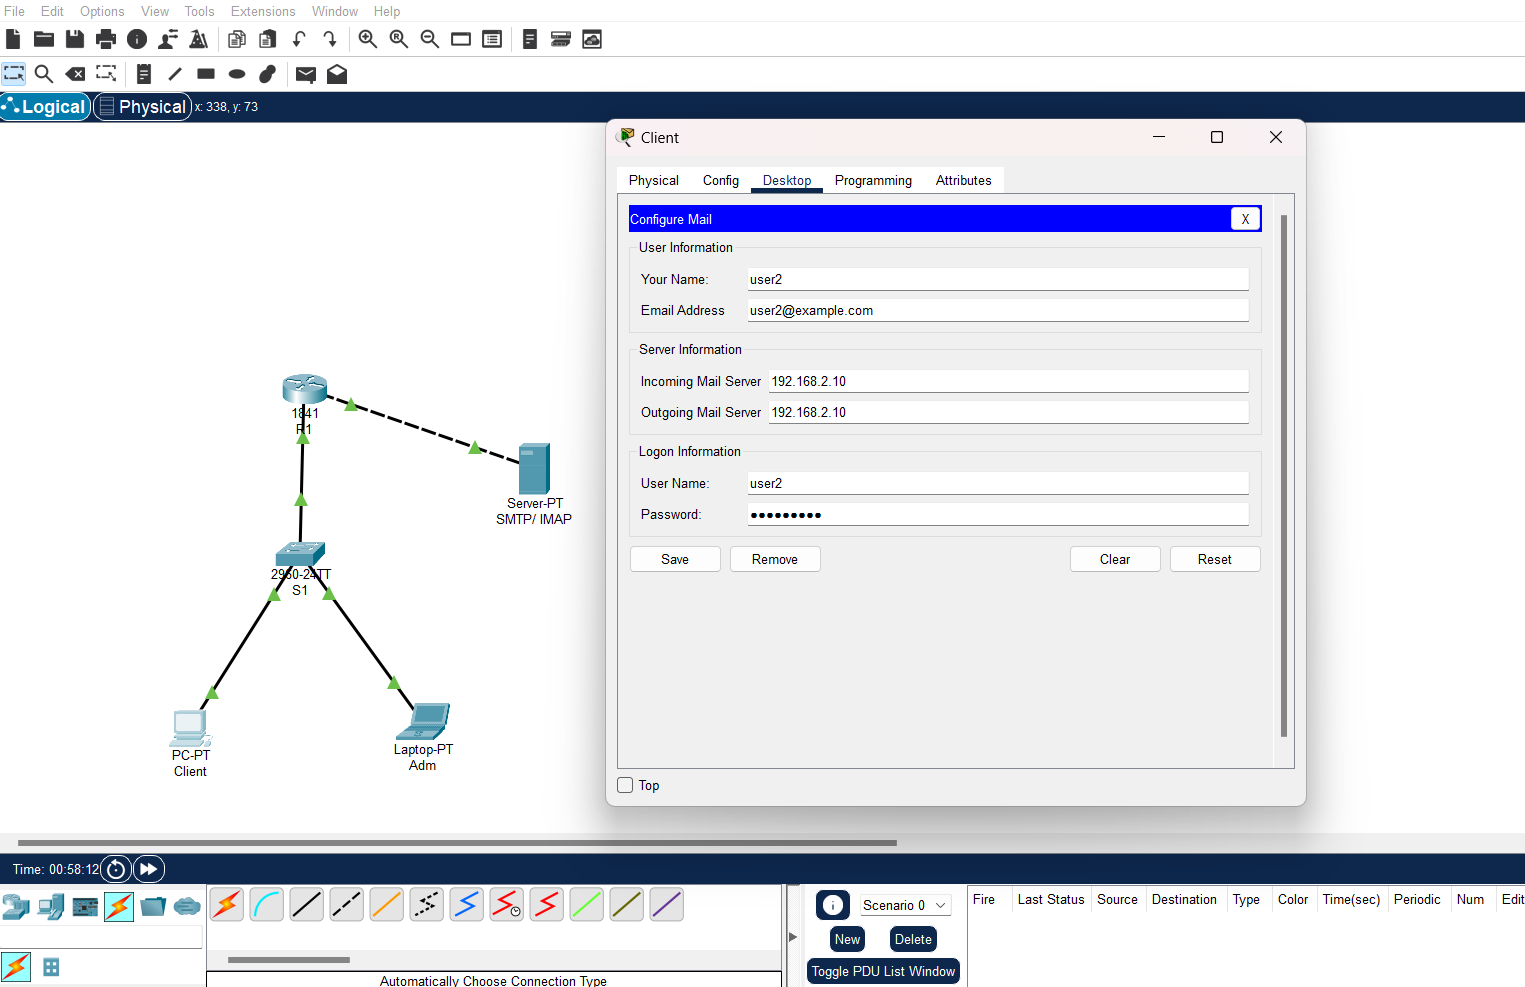 File Edit Options View Tools Extensions Window Help
Logical Physical x: 338, y: 73
Client
Physical Config Desktop Programming Attributes
Configure Mail X
User Information
Your Name: user2
Email Address user2@example.com
Server Information
Incoming Mail Server 192.168.2.10
Outgoing Mail Server 192.168.2.10
Logon Information
User Name: user2
Password: ●●●●●●●●●
Save Remove Clear Reset
Top
1841
R1
Server-PT
SMTP/ IMAP
2960-24TT
S1
PC-PT
Client
Laptop-PT
Adm
Time: 00:58:12
Automatically Choose Connection Type
Scenario 0
New Delete
Toggle PDU List Window
Fire Last Status Source Destination Type Color Time(sec) Periodic Num Edit